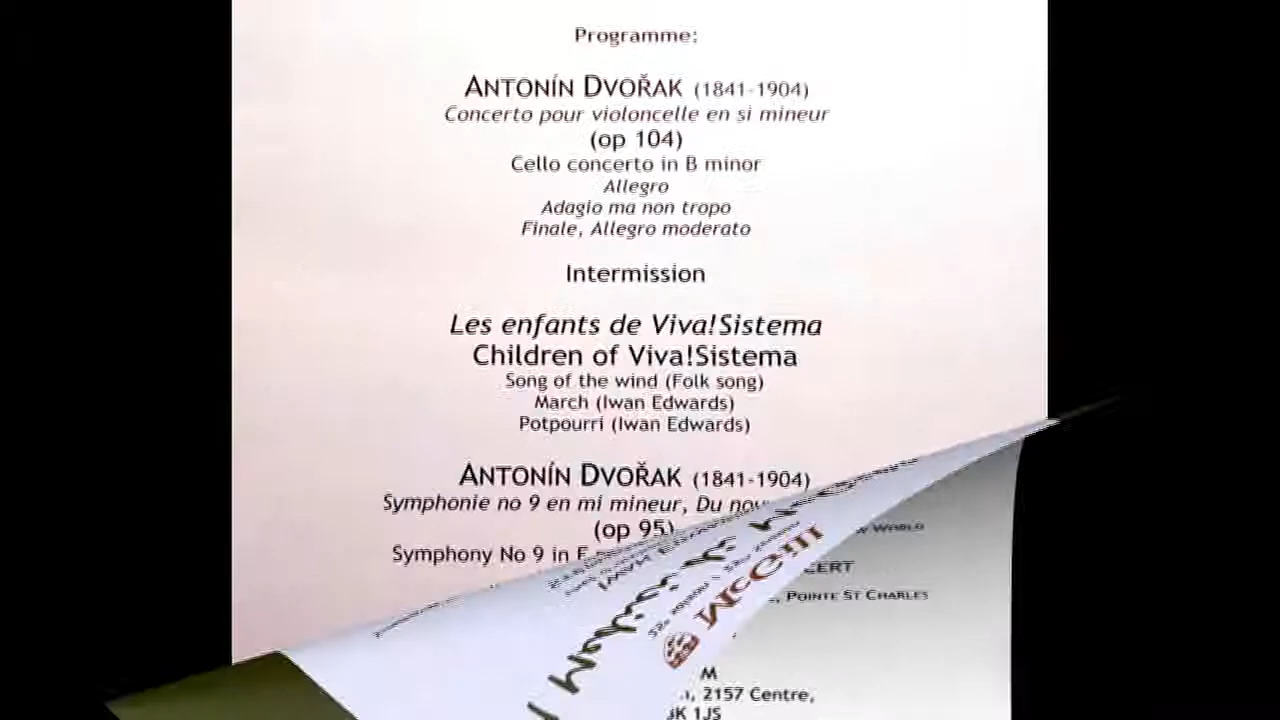 Programme:
ANTONÍN DVOŘAK (1841-1904)
Concerto pour violoncelle en si mineur
(op 104)
Cello concerto in B minor
Allegro
Adagio ma non tropo
Finale, Allegro moderato
Intermission
Les enfants de Viva!Sistema
Children of Viva!Sistema
Song of the wind (Folk song)
March (Iwan Edwards)
Potpourri (Iwan Edwards)
ANTONÍN DVOŘAK (1841-1904)
Symphonie no 9 en mi mineur, Du
(op 95)
Symphony No 9 in
WORLD
McGill
POINTE ST CHARLES
M
2157 Centre,
1J5